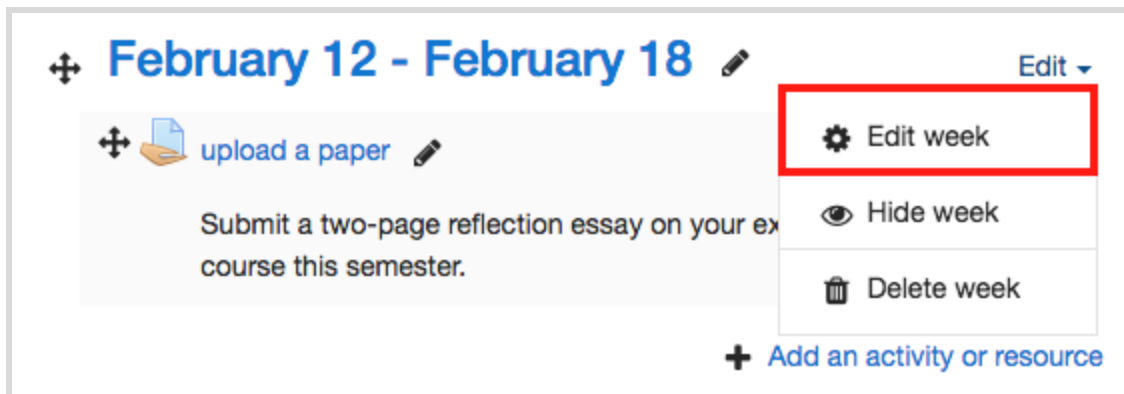 February 12 - February 18
Edit
upload a paper
Edit week
Submit a two-page reflection essay on your
Hide week
course this semester.
Delete week
Add an activity or resource